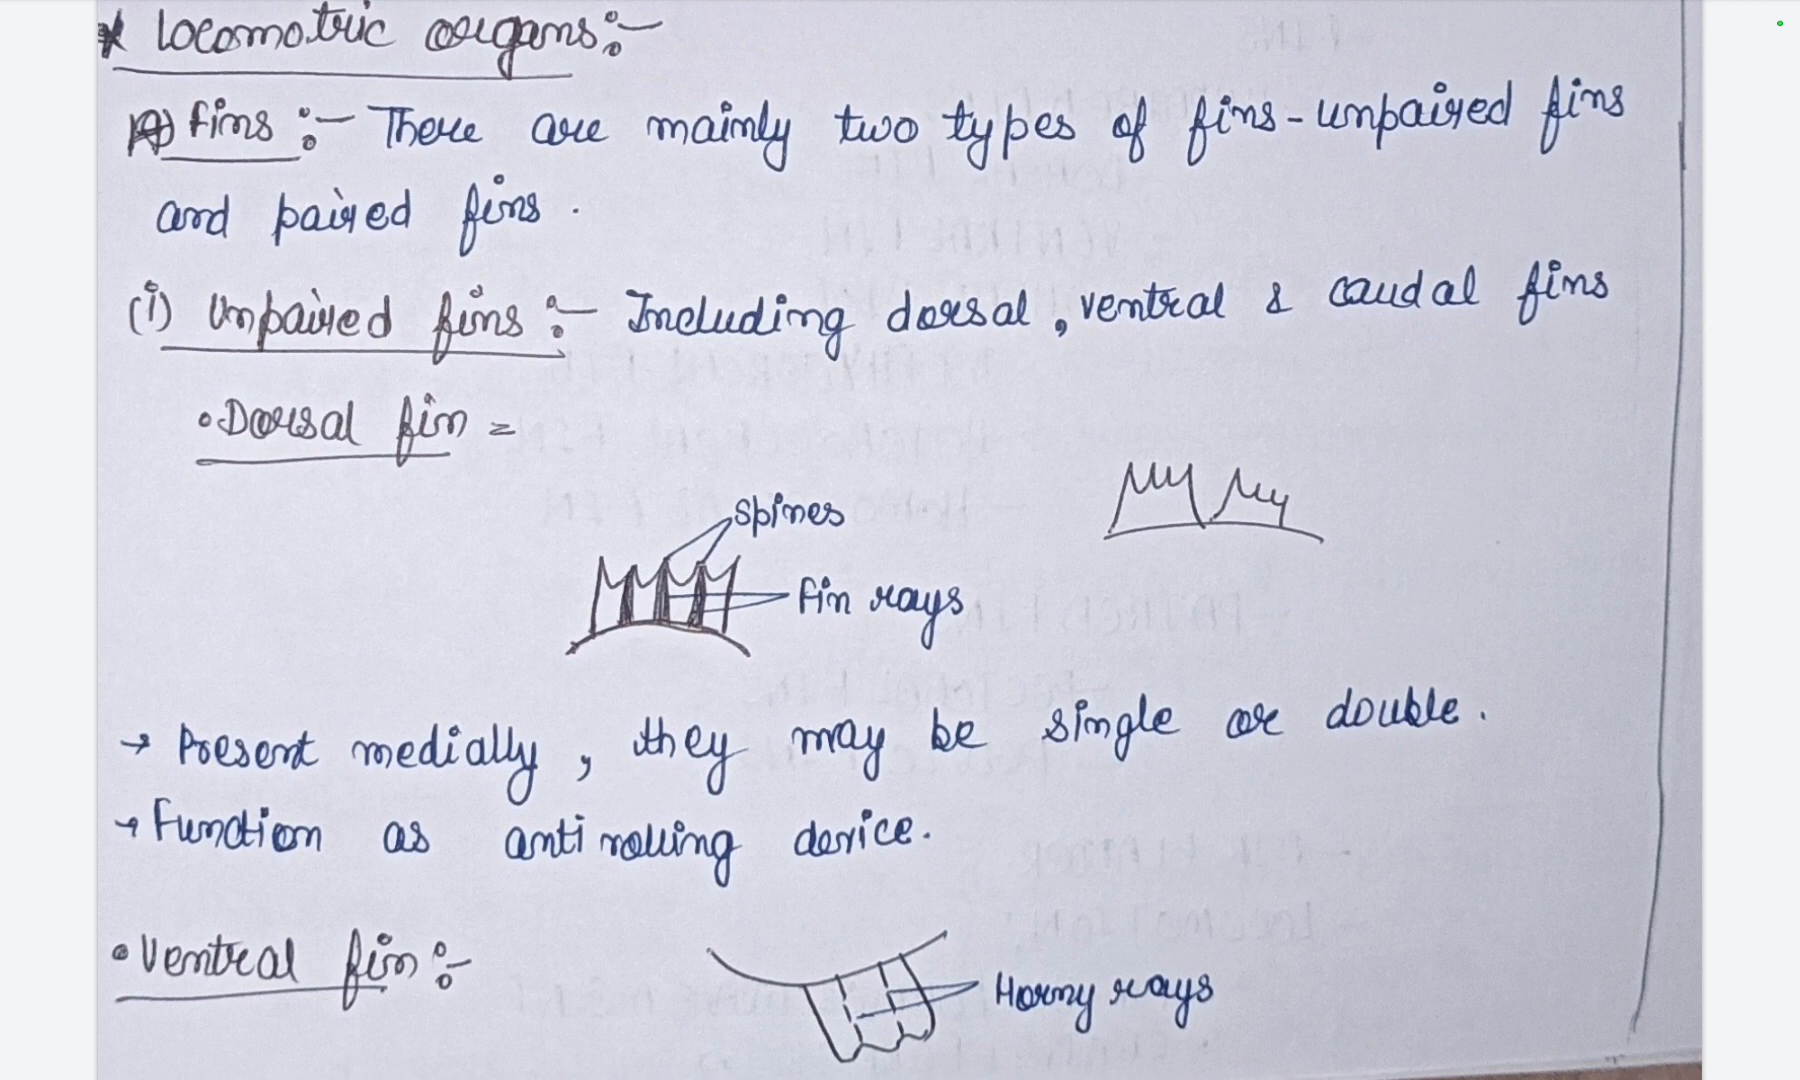 * Locomotric organs:-
A) fins :- There are mainly two types of fins - unpaired fins
and paired fins.
(i) Unpaired fins :- Including dorsal, ventral & caudal fins
• Dorsal fin =
spines
fin rays
→ Present medially, they may be single or double.
→ Function as anti rolling device.
• Ventral fin :-
Horny rays